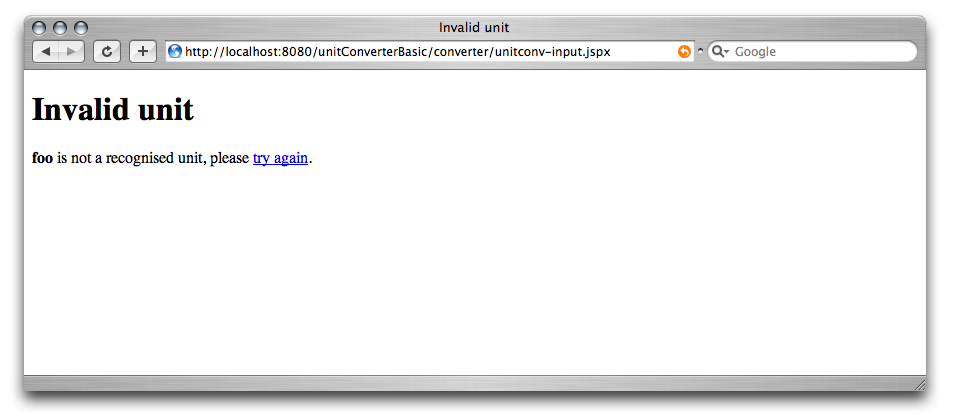 Invalid unit
http://localhost:8080/unitConverterBasic/converter/unitconv-input.jspx
Google
Invalid unit
foo is not a recognised unit, please try again.